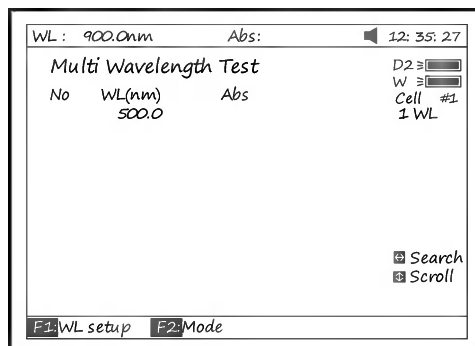 WL: 900.0nm Abs: 12: 35: 27
Multi Wavelength Test
D2
No WL(nm) Abs
W
Cell #1
500.0
1 WL
Search
Scroll
F1:WL setup F2:Mode